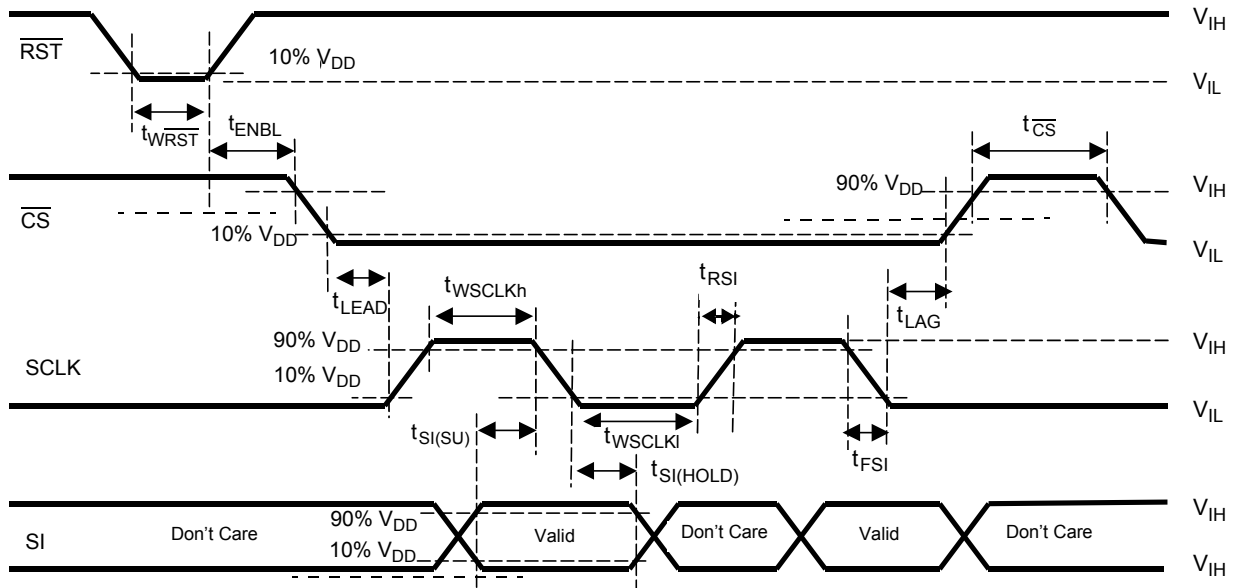 V_IH
RST
10% V_DD
V_IL
t_WRST
t_ENBL
t_CS
90% V_DD
V_IH
CS
10% V_DD
V_IL
t_LEAD
t_WSCLKh
t_RSI
t_LAG
90% V_DD
V_IH
SCLK
10% V_DD
V_IL
t_SI(SU)
t_WSCLKl
t_FSI
t_SI(HOLD)
V_IH
90% V_DD
SI
Don't Care
Valid
Don't Care
Valid
Don't Care
10% V_DD
V_IH